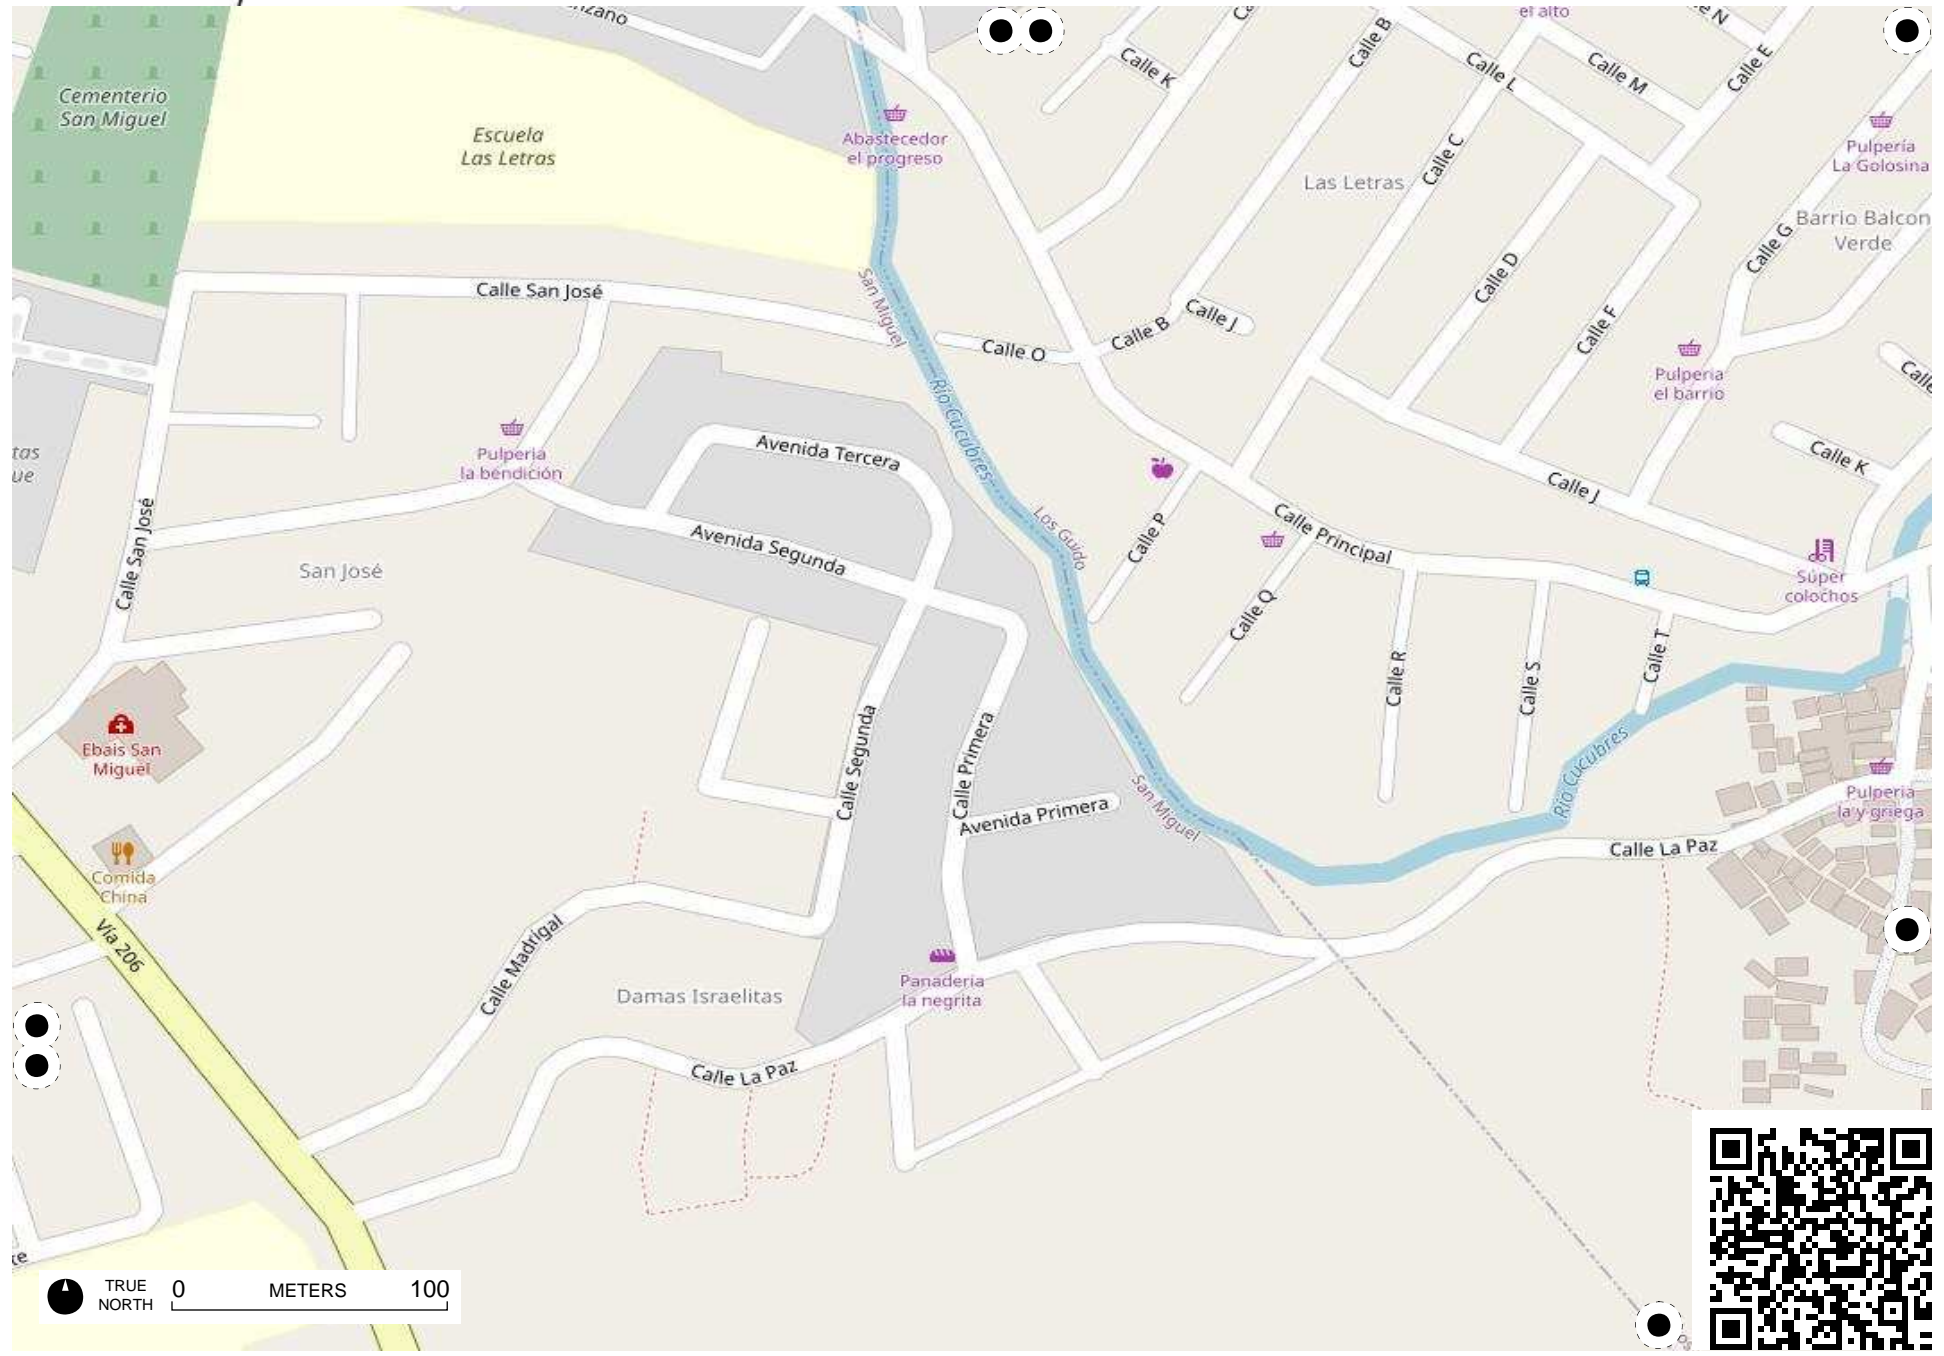 Calle K
Calle B
Calle L
el alto
Calle M
Calle E
Cementerio
San Miguel
Escuela
Las Letras
Abastecedor
el progreso
Calle C
Las Letras
Pulpería
La Golosina
Barrio Balcon
Verde
Calle G
Calle San José
San Miguel
Calle O
Calle B
Calle J
Calle D
Calle F
Pulperia
el barrio
Calle
Río Cucubres
Pulperia
la bendición
Avenida Tercera
Calle K
Calle J
Calle San José
Avenida Segunda
Los Guido
Calle P
Calle Principal
Súper
colochos
San José
Calle Q
Calle R
Calle S
Calle T
Ebais San
Miguel
Calle Segunda
Calle Primera
Avenida Primera
San Miguel
Río Cucubres
Pulperia
la y griega
Calle La Paz
Comida
China
Vía 206
Calle Madrigal
Damas Israelitas
Panadería
la negrita
Calle La Paz
TRUE
NORTH
0 METERS 100